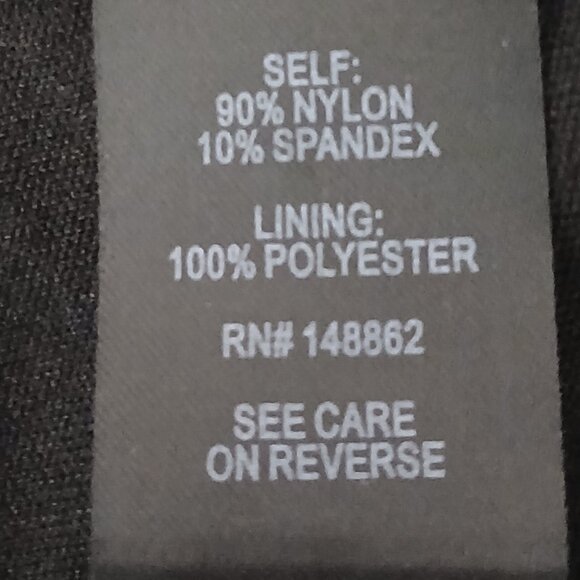 SELF:
90% NYLON
10% SPANDEX
LINING:
100% POLYESTER
RN# 148862
SEE CARE
ON REVERSE